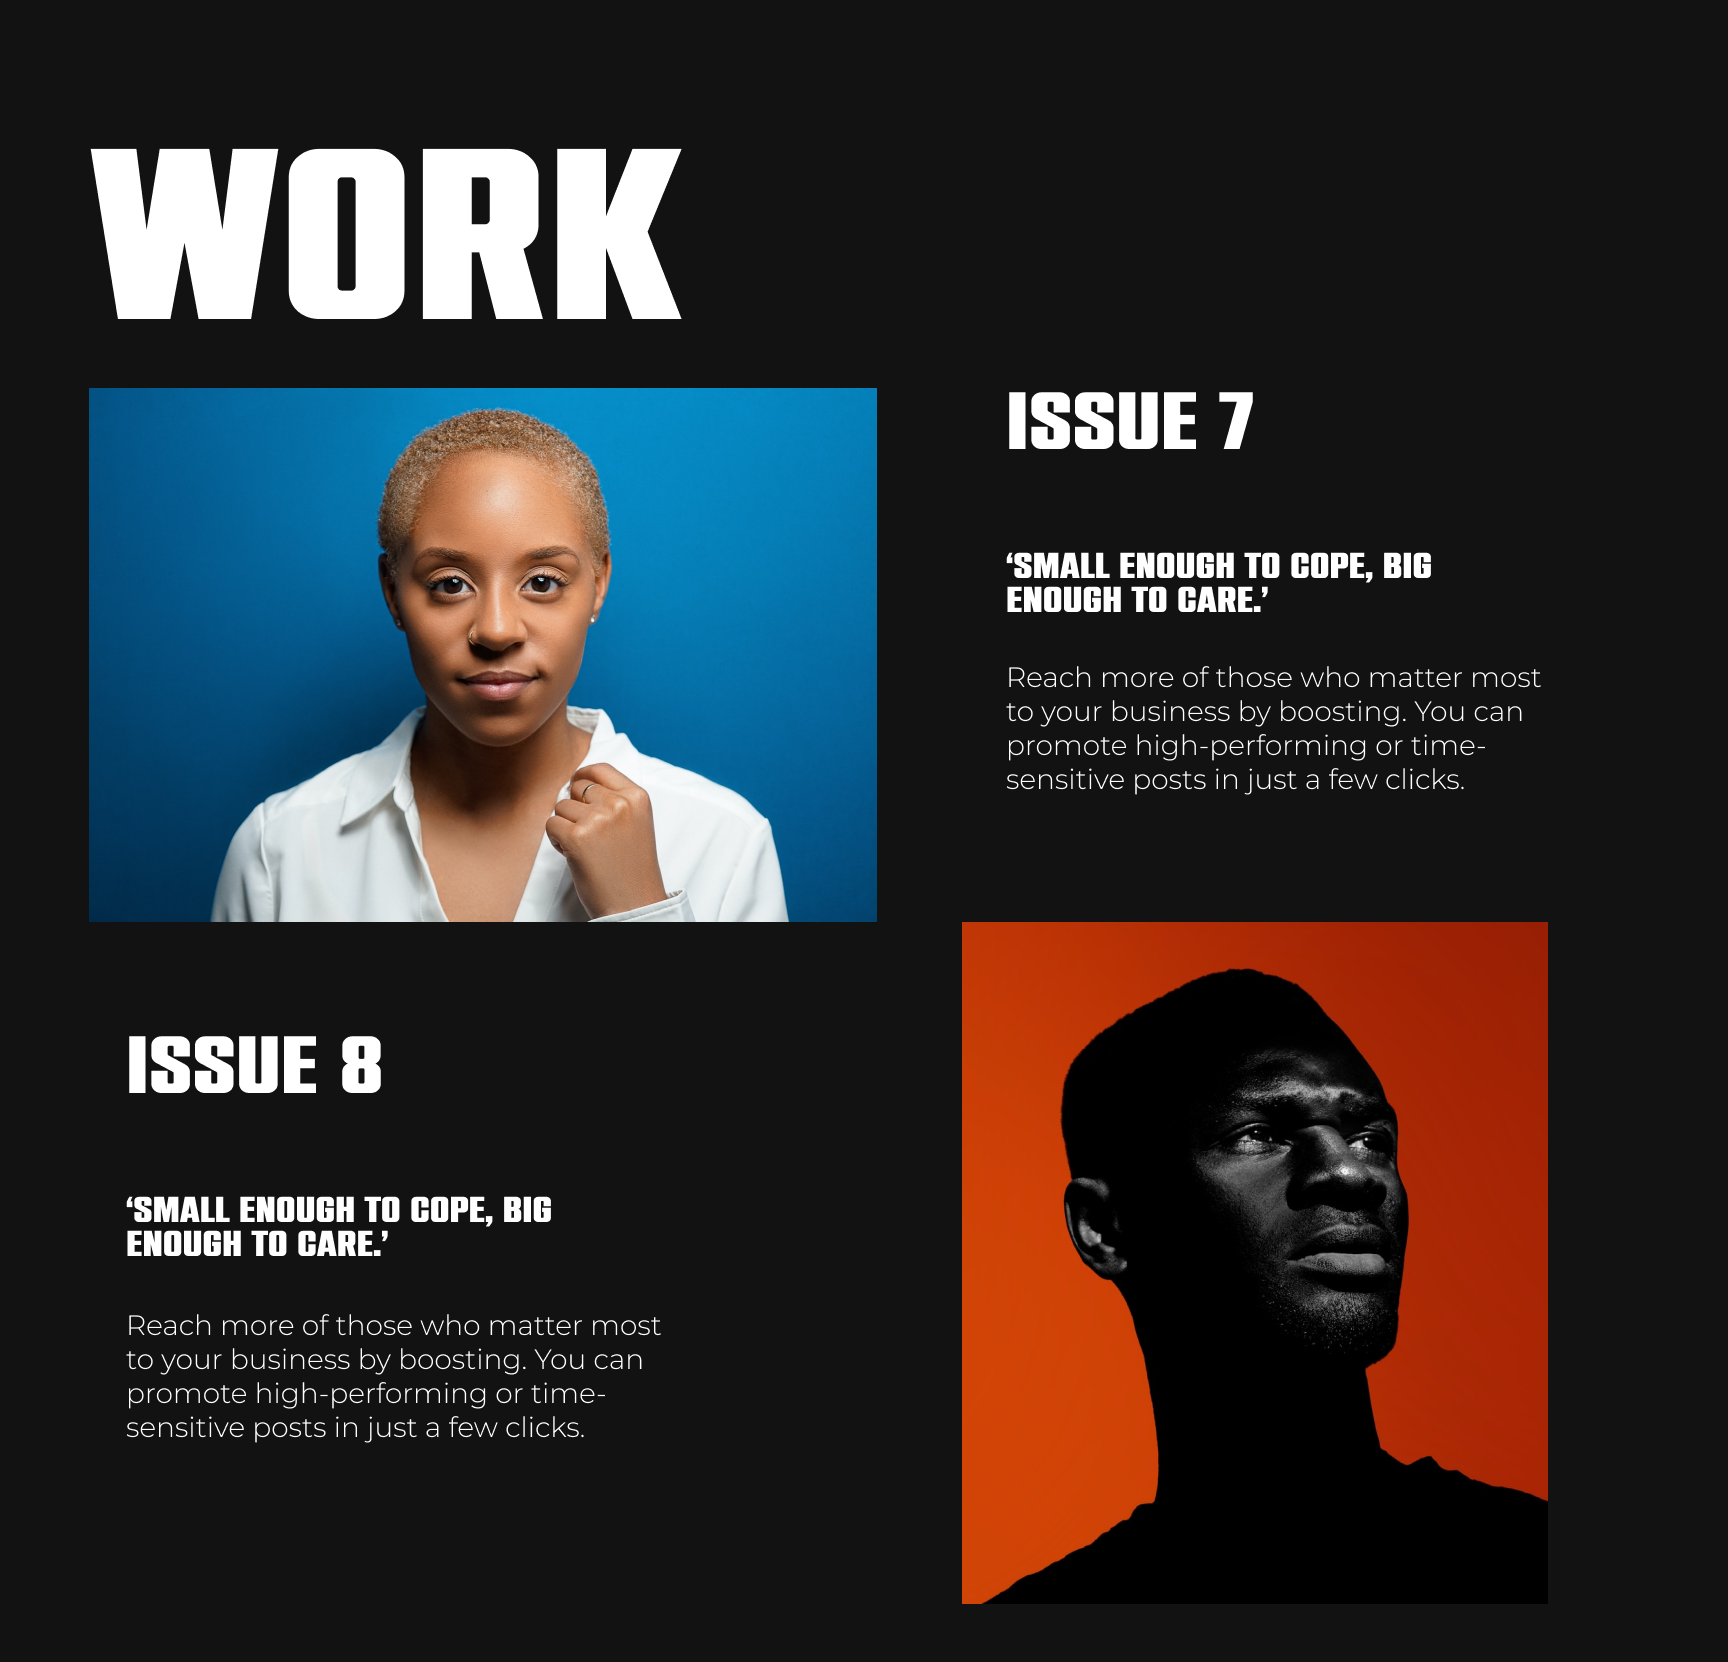 WORK
ISSUE 7
‘SMALL ENOUGH TO COPE, BIG
ENOUGH TO CARE.’
Reach more of those who matter most
to your business by boosting. You can
promote high-performing or time-
sensitive posts in just a few clicks.
ISSUE 8
‘SMALL ENOUGH TO COPE, BIG
ENOUGH TO CARE.’
Reach more of those who matter most
to your business by boosting. You can
promote high-performing or time-
sensitive posts in just a few clicks.